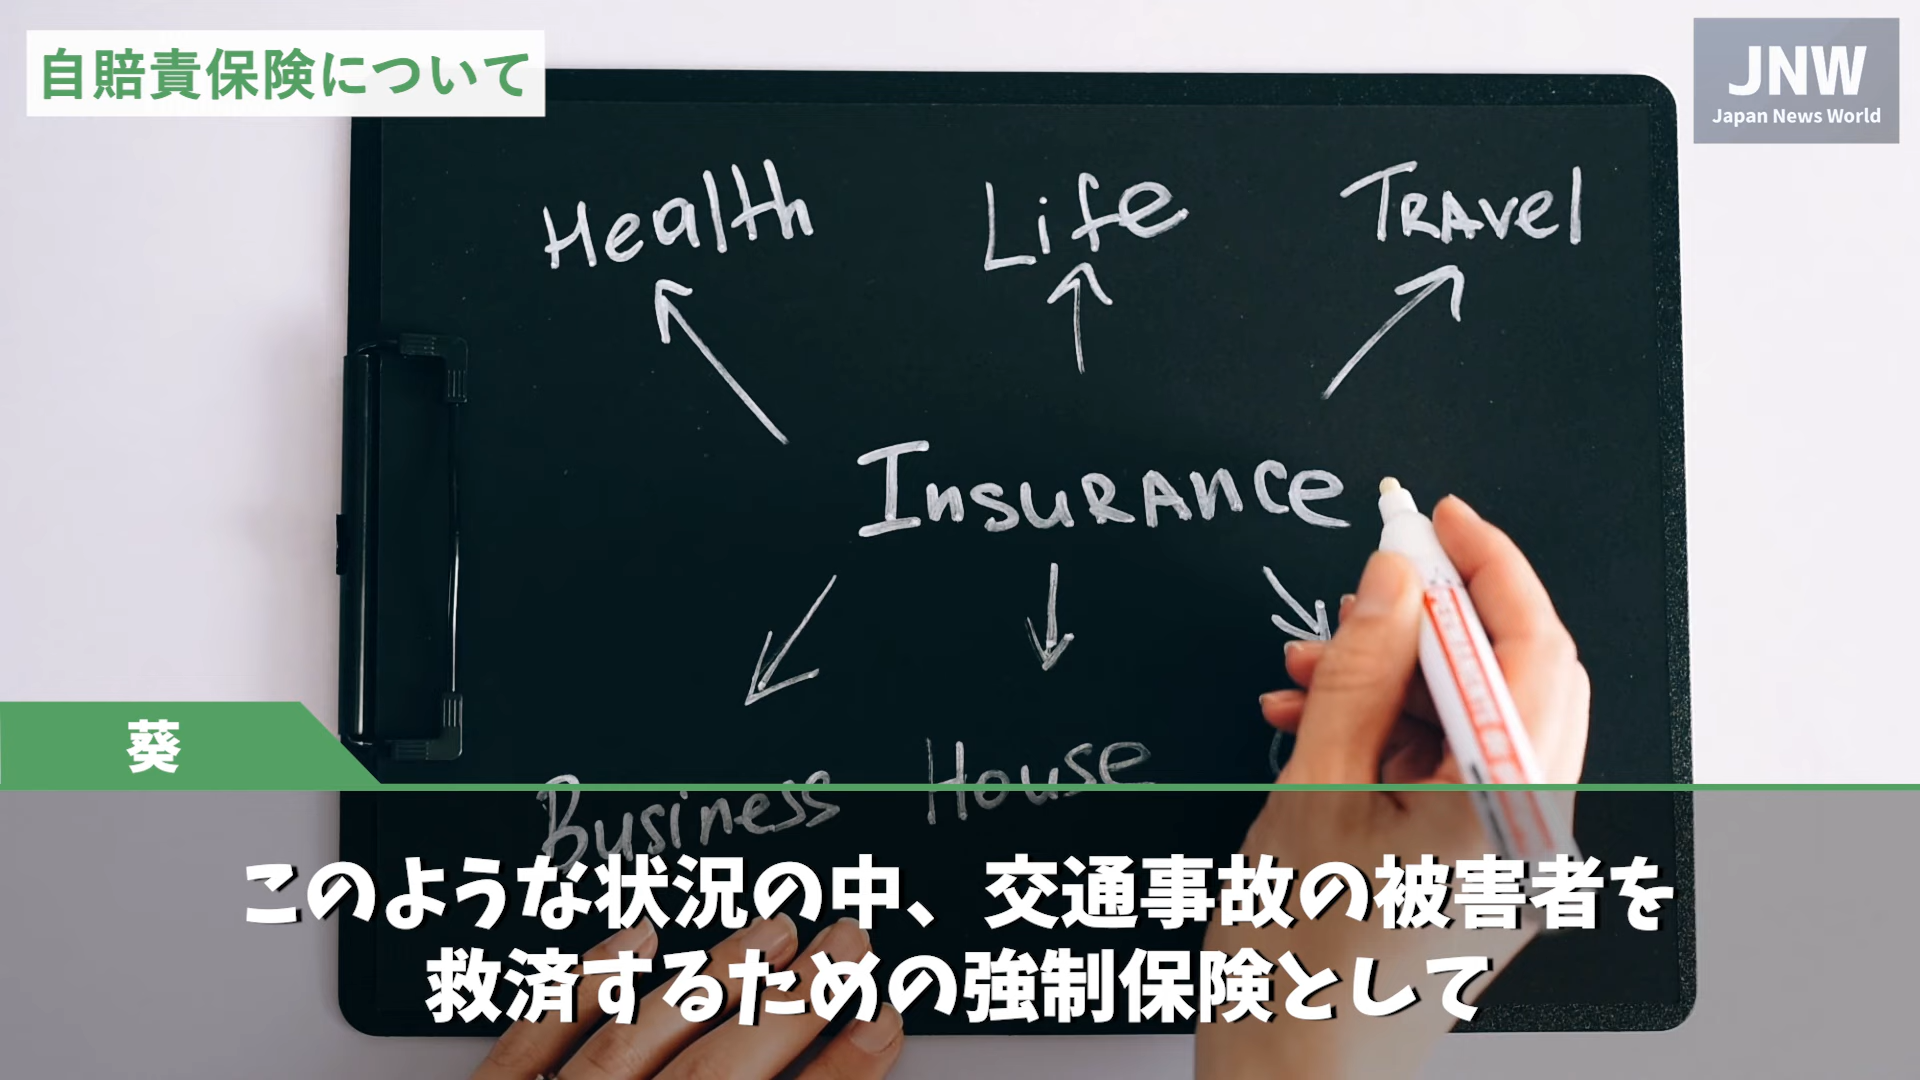 自賠責保険について
JNW
Japan News World
Health
Life
TRAVel
INSURANCe
Business
House
葵
このような状況の中、交通事故の被害者を
救済するための強制保険として